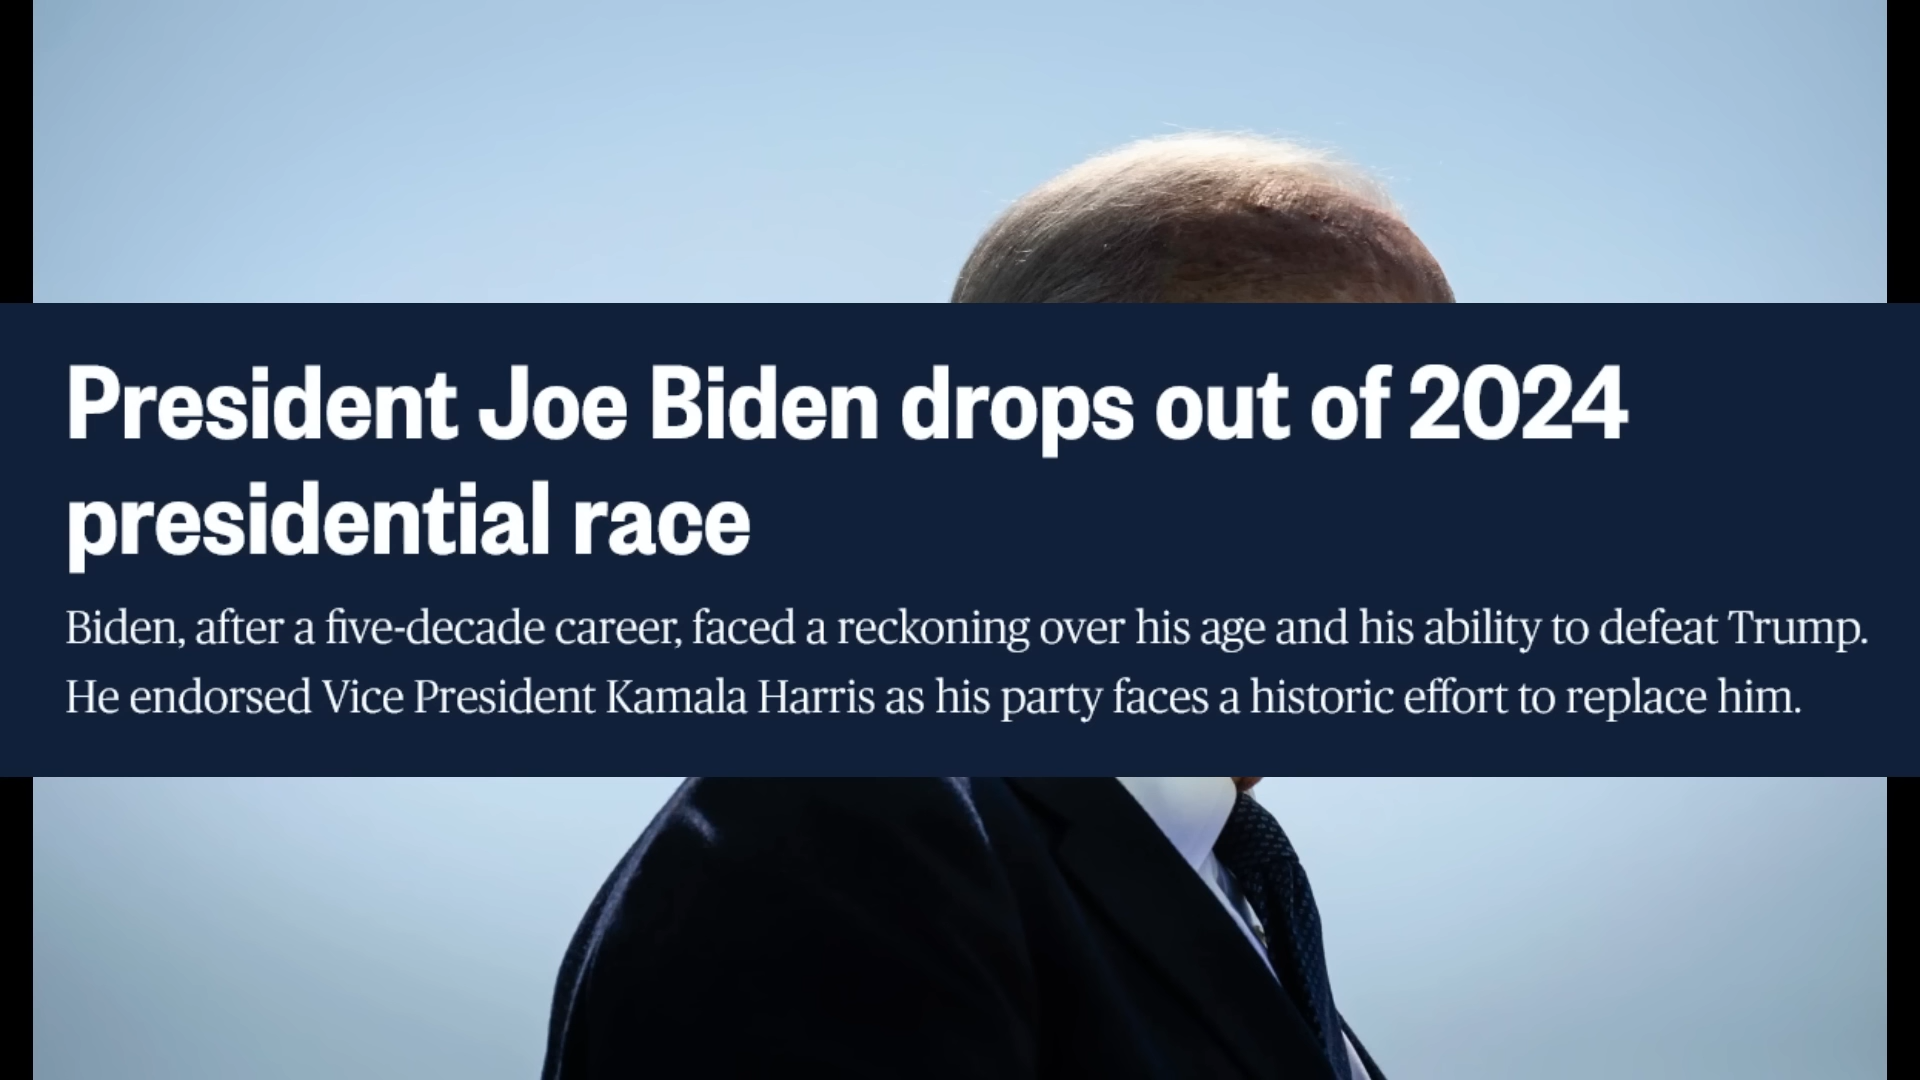 President Joe Biden drops out of 2024
presidential race
Biden, after a five-decade career, faced a reckoning over his age and his ability to defeat Trump.
He endorsed Vice President Kamala Harris as his party faces a historic effort to replace him.